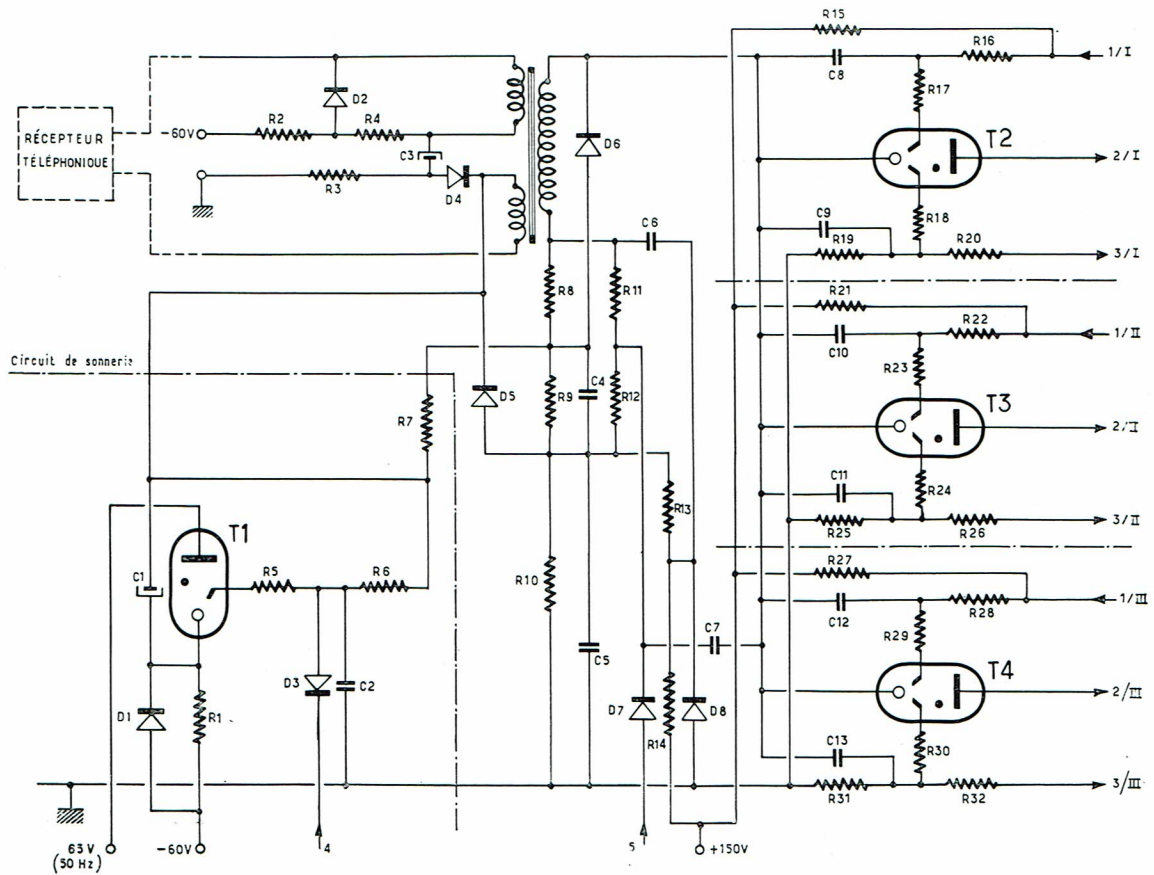 R15
R16
1/I
C8
R17
D2
-60V
R2
R4
T2
D6
RÉCEPTEUR
TÉLÉPHONIQUE
C3
2/I
R3
D4
R18
C9
C6
R19
R20
3/I
R8
R11
R21
R22
1/II
C10
Circuit de sonnerie
R23
D5
R9
C4
R12
T3
R7
2/II
C11
R24
R13
T1
R25
R26
3/II
R27
C1
R5
R6
R10
1/III
C12
R28
R29
C7
C5
T4
D3
C2
D1
R1
D7
D8
2/III
R14
C13
R30
R31
R32
3/III
63V
(50 Hz)
-60V
4
5
+150V